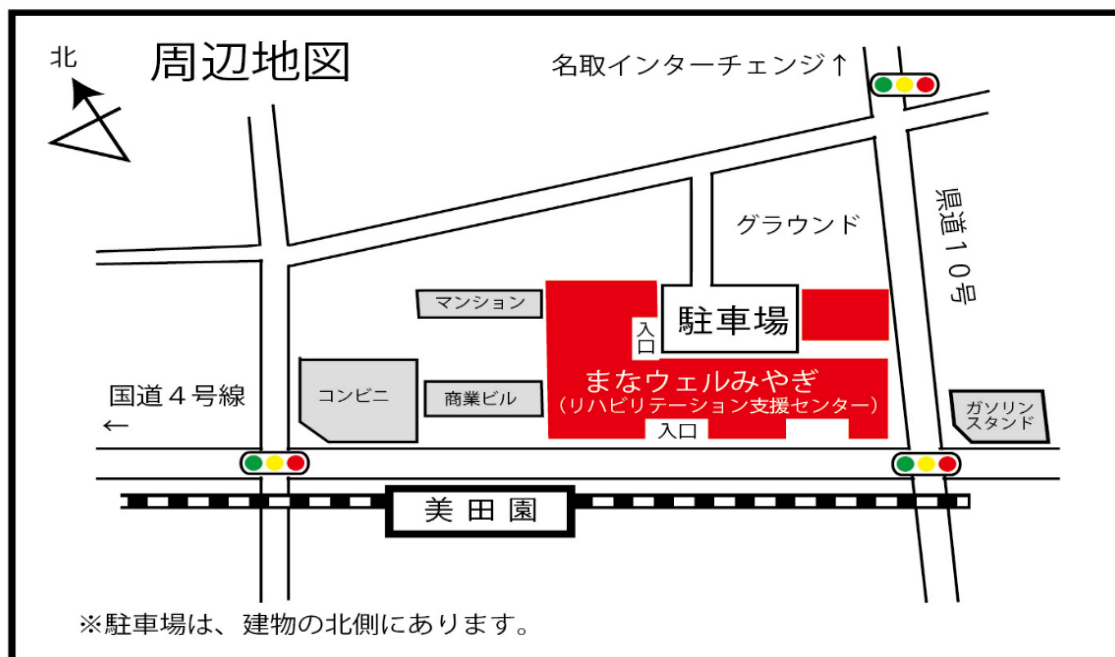 北
周辺地図
名取インターチェンジ↑
グラウンド
県道１０号
マンション
駐車場
入口
まなウェルみやぎ
（リハビリテーション支援センター）
入口
コンビニ
商業ビル
国道４号線
←
ガソリン
スタンド
美田園
※駐車場は、建物の北側にあります。